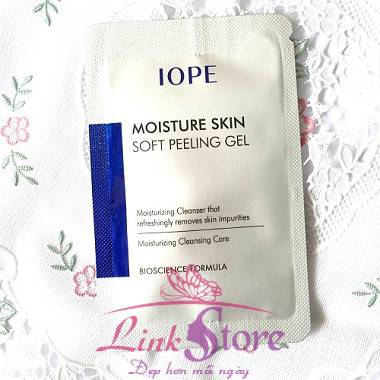 IOPE
MOISTURE SKIN
SOFT PEELING GEL
Moisturizing Cleanser that
refreshingly removes skin impurities
Moisturizing Cleansing Care
BIOSCIENCE FORMULA
Link Store
Đẹp hơn mỗi ngày